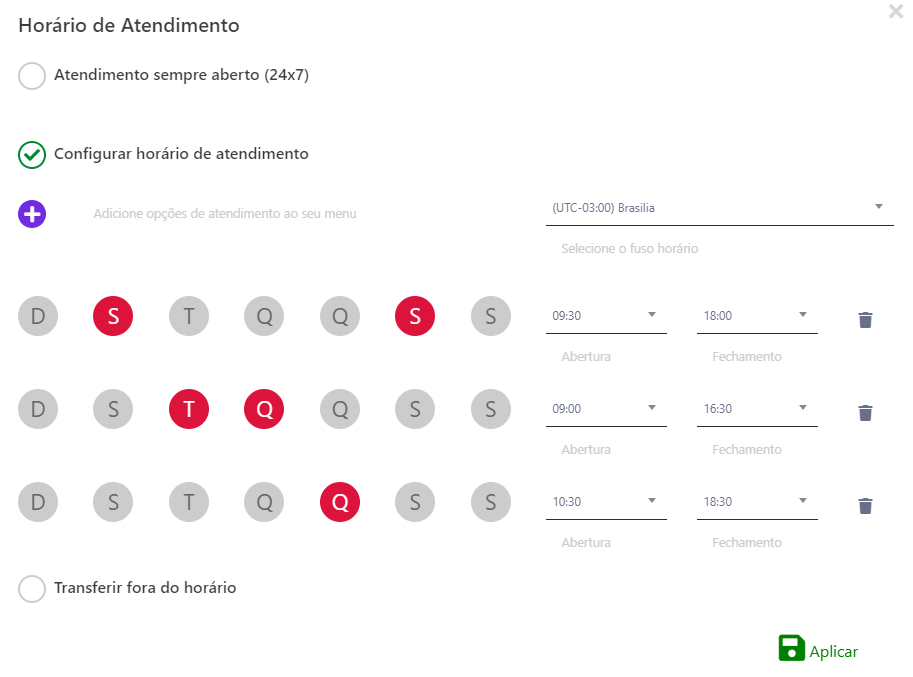 Horário de Atendimento
Atendimento sempre aberto (24x7)
Configurar horário de atendimento
Adicione opções de atendimento ao seu menu
(UTC-03:00) Brasilia
Selecione o fuso horário
D S T Q Q S S 09:30 18:00
Abertura Fechamento
D S T Q Q S S 09:00 16:30
Abertura Fechamento
D S T Q Q S S 10:30 18:30
Abertura Fechamento
Transferir fora do horário
Aplicar